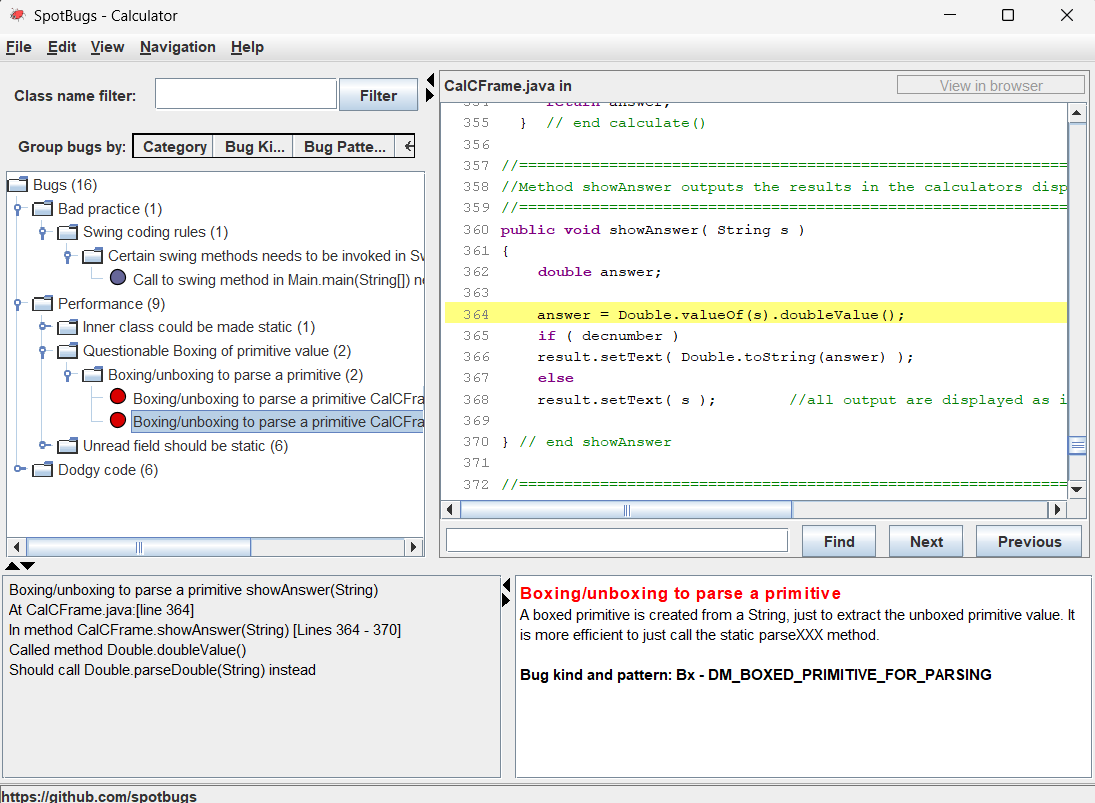 SpotBugs - Calculator
File Edit View Navigation Help
Class name filter:
Filter
Group bugs by: Category Bug Ki... Bug Patte...
Bugs (16)
Bad practice (1)
Swing coding rules (1)
Certain swing methods needs to be invoked in Sw
Call to swing method in Main.main(String[]) ne
Performance (9)
Inner class could be made static (1)
Questionable Boxing of primitive value (2)
Boxing/unboxing to parse a primitive (2)
Boxing/unboxing to parse a primitive CalCFra
Boxing/unboxing to parse a primitive CalCFra
Unread field should be static (6)
Dodgy code (6)
CalCFrame.java in
View in browser
354 return answer;
355 } // end calculate()
356
357 //=============================================================
358 //Method showAnswer outputs the results in the calculators disp
359 //=============================================================
360 public void showAnswer( String s )
361 {
362 double answer;
363
364 answer = Double.valueOf(s).doubleValue();
365 if ( decnumber )
366 result.setText( Double.toString(answer) );
367 else
368 result.setText( s ); //all output are displayed as i
369
370 } // end showAnswer
371
372 //=============================================================
Find Next Previous
Boxing/unboxing to parse a primitive showAnswer(String)
At CalCFrame.java:[line 364]
In method CalCFrame.showAnswer(String) [Lines 364 - 370]
Called method Double.doubleValue()
Should call Double.parseDouble(String) instead
Boxing/unboxing to parse a primitive
A boxed primitive is created from a String, just to extract the unboxed primitive value. It
is more efficient to just call the static parseXXX method.
Bug kind and pattern: Bx - DM_BOXED_PRIMITIVE_FOR_PARSING
https://github.com/spotbugs